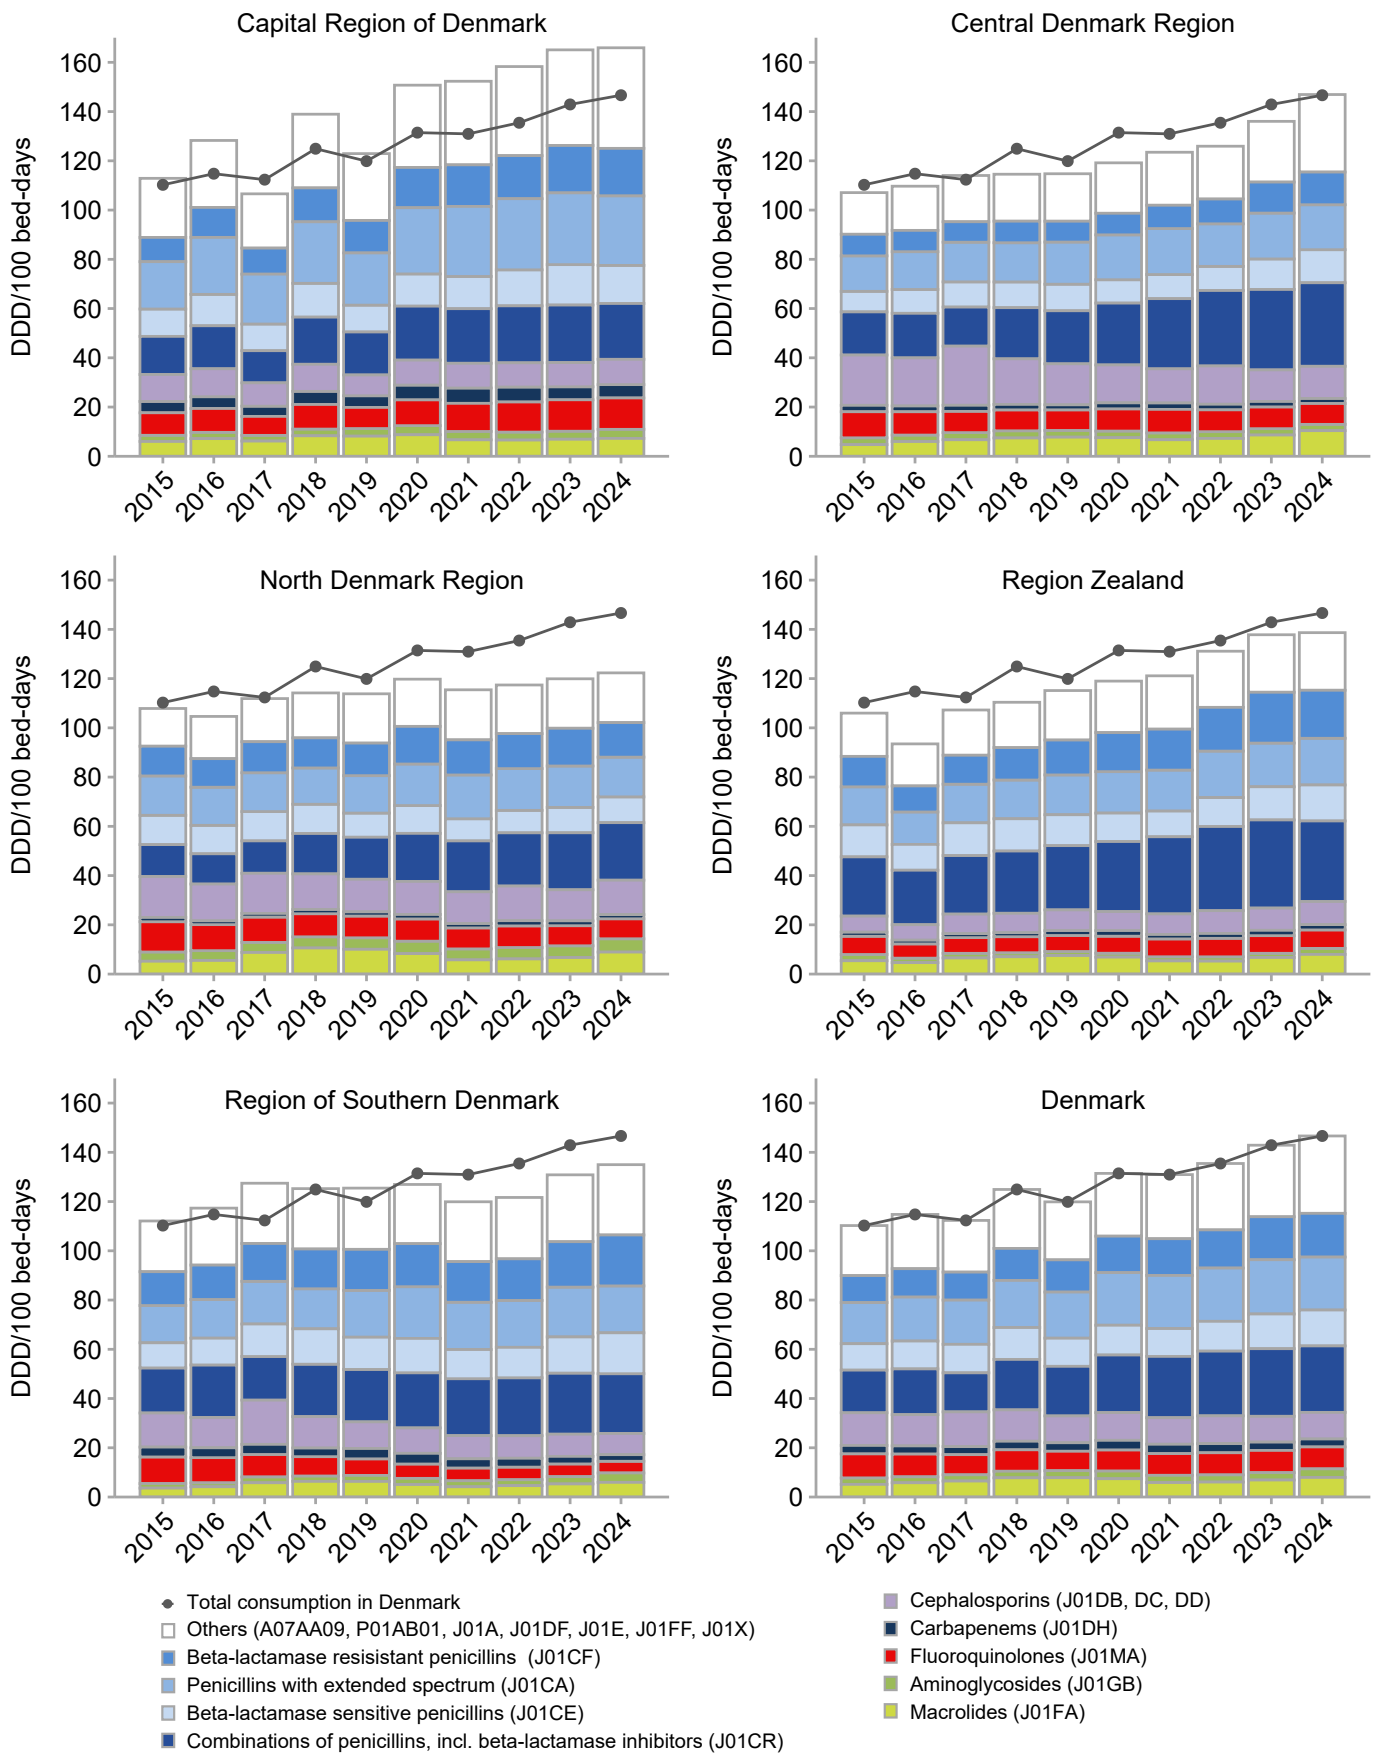 Capital Region of Denmark
DDD/100 bed-days
160
140
120
100
80
60
40
20
0
2015 2016 2017 2018 2019 2020 2021 2022 2023 2024
Central Denmark Region
DDD/100 bed-days
160
140
120
100
80
60
40
20
0
2015 2016 2017 2018 2019 2020 2021 2022 2023 2024
North Denmark Region
DDD/100 bed-days
160
140
120
100
80
60
40
20
0
2015 2016 2017 2018 2019 2020 2021 2022 2023 2024
Region Zealand
DDD/100 bed-days
160
140
120
100
80
60
40
20
0
2015 2016 2017 2018 2019 2020 2021 2022 2023 2024
Region of Southern Denmark
DDD/100 bed-days
160
140
120
100
80
60
40
20
0
2015 2016 2017 2018 2019 2020 2021 2022 2023 2024
Denmark
DDD/100 bed-days
160
140
120
100
80
60
40
20
0
2015 2016 2017 2018 2019 2020 2021 2022 2023 2024
Total consumption in Denmark
Others (A07AA09, P01AB01, J01A, J01DF, J01E, J01FF, J01X)
Beta-lactamase resisistant penicillins (J01CF)
Penicillins with extended spectrum (J01CA)
Beta-lactamase sensitive penicillins (J01CE)
Combinations of penicillins, incl. beta-lactamase inhibitors (J01CR)
Cephalosporins (J01DB, DC, DD)
Carbapenems (J01DH)
Fluoroquinolones (J01MA)
Aminoglycosides (J01GB)
Macrolides (J01FA)